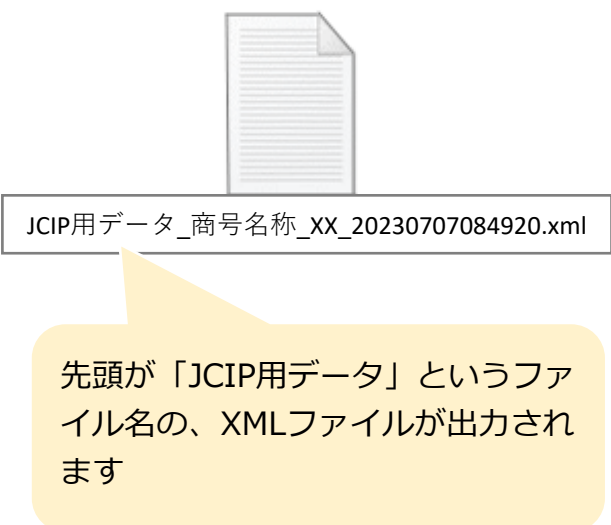 JCIP用データ_商号名称_XX_20230707084920.xml
先頭が「JCIP用データ」というファ
イル名の、XMLファイルが出力され
ます